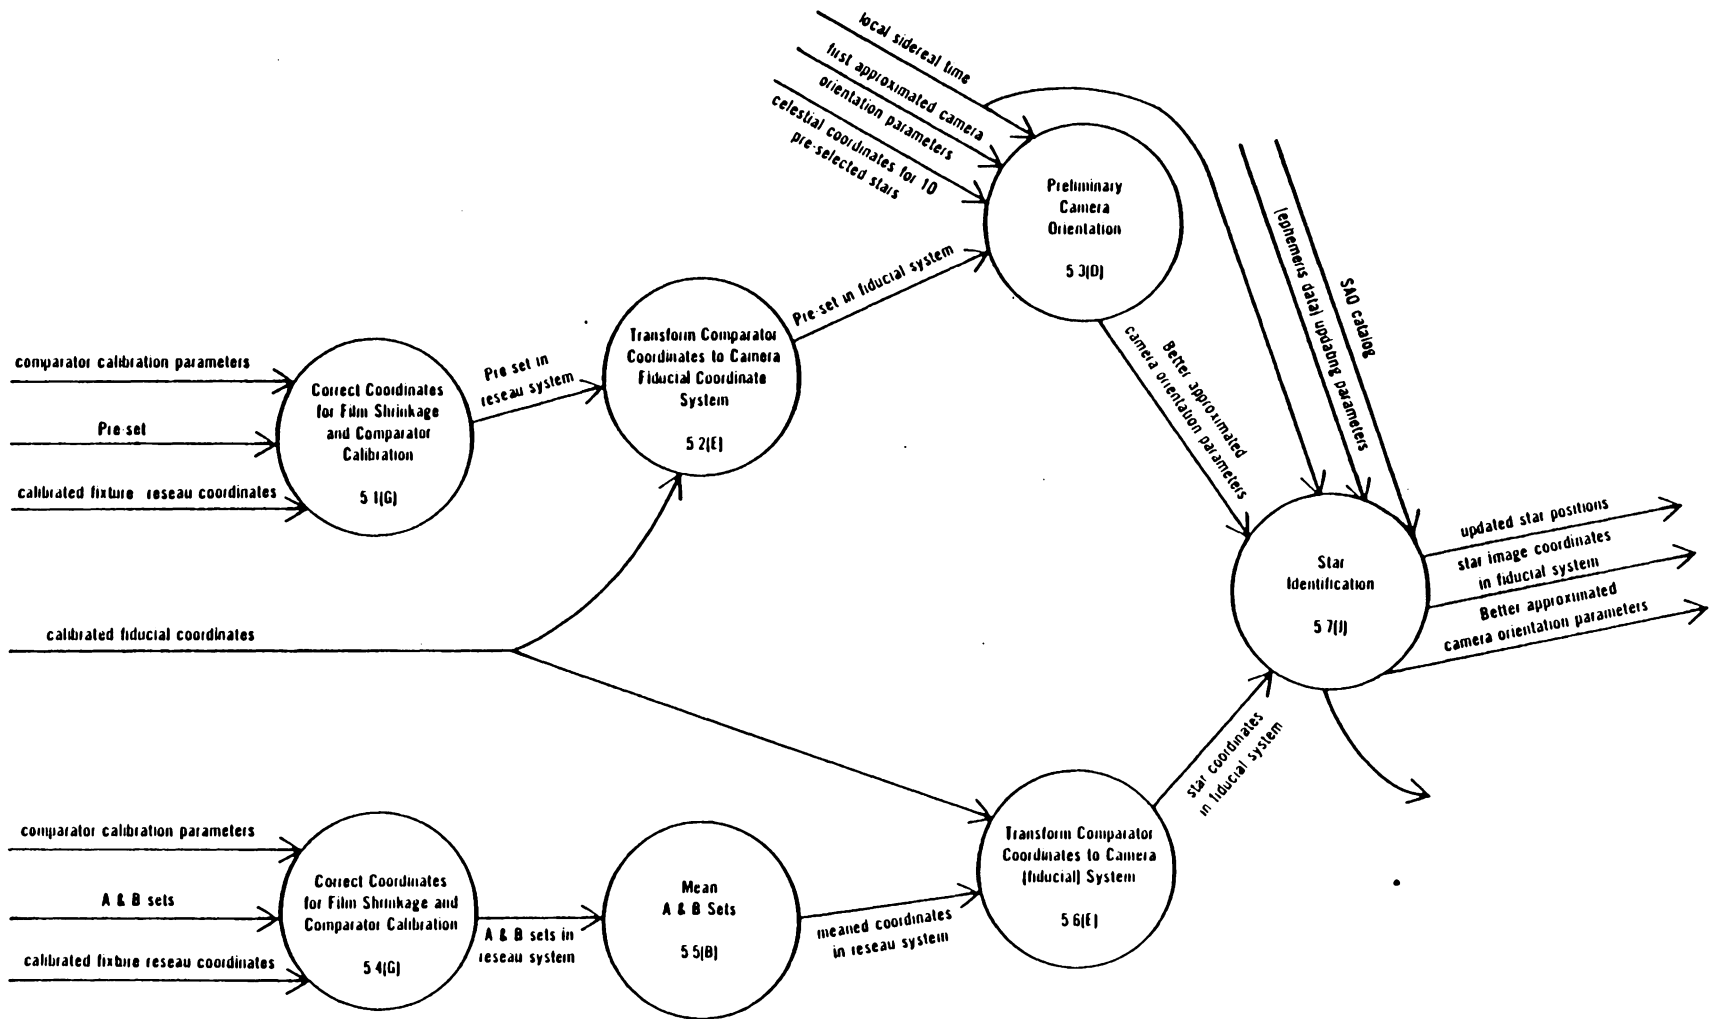 local sidereal time
first approximated camera
orientation parameters
celestial coordinates for 10
pre-selected stars
Preliminary
Camera
Orientation
5 3(D)
(ephemeris data) updating parameters
SAO catalog
Pre-set in fiducial system
Transform Comparator
Coordinates to Camera
Fiducial Coordinate
System
5 2(E)
Better approximated
camera orientation parameters
comparator calibration parameters
Pre-set
calibrated fixture reseau coordinates
Correct Coordinates
for Film Shrinkage
and Comparator
Calibration
5 1(G)
Pre set in
reseau system
Star
Identification
5 7(J)
updated star positions
star image coordinates
in fiducial system
Better approximated
camera orientation parameters
calibrated fiducial coordinates
star coordinates
in fiducial system
comparator calibration parameters
A & B sets
calibrated fixture reseau coordinates
Correct Coordinates
for Film Shrinkage and
Comparator Calibration
5 4(G)
A & B sets in
reseau system
Mean
A & B Sets
5 5(B)
meaned coordinates
in reseau system
Transform Comparator
Coordinates to Camera
(fiducial) System
5 6(E)